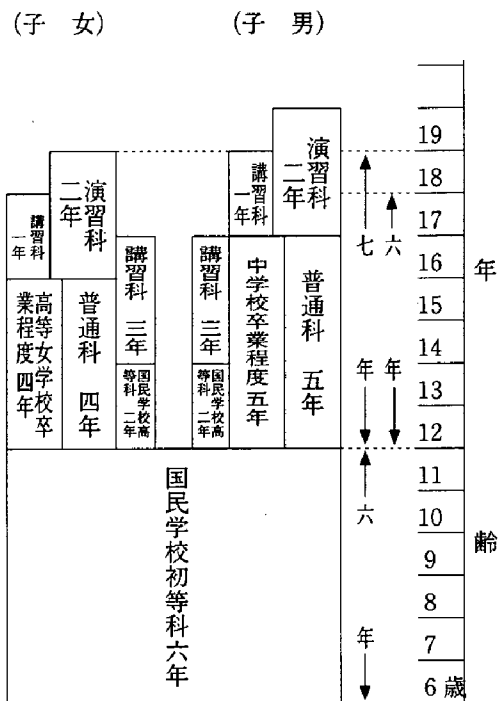 (子　女)
(子　男)
年齢
19
18
17
16
15
14
13
12
11
10
9
8
7
6歳
六年
七年
六年
演習科
二年
講習科
一年
普通科　五年
中学校卒業程度五年
講習科　三年
国民学校高
等科　二年
講習科　三年
国民学校高
等科　二年
演習科
二年
講習科
一年
普通科　四年
高等女学校卒
業程度　四年
国民学校初等科六年